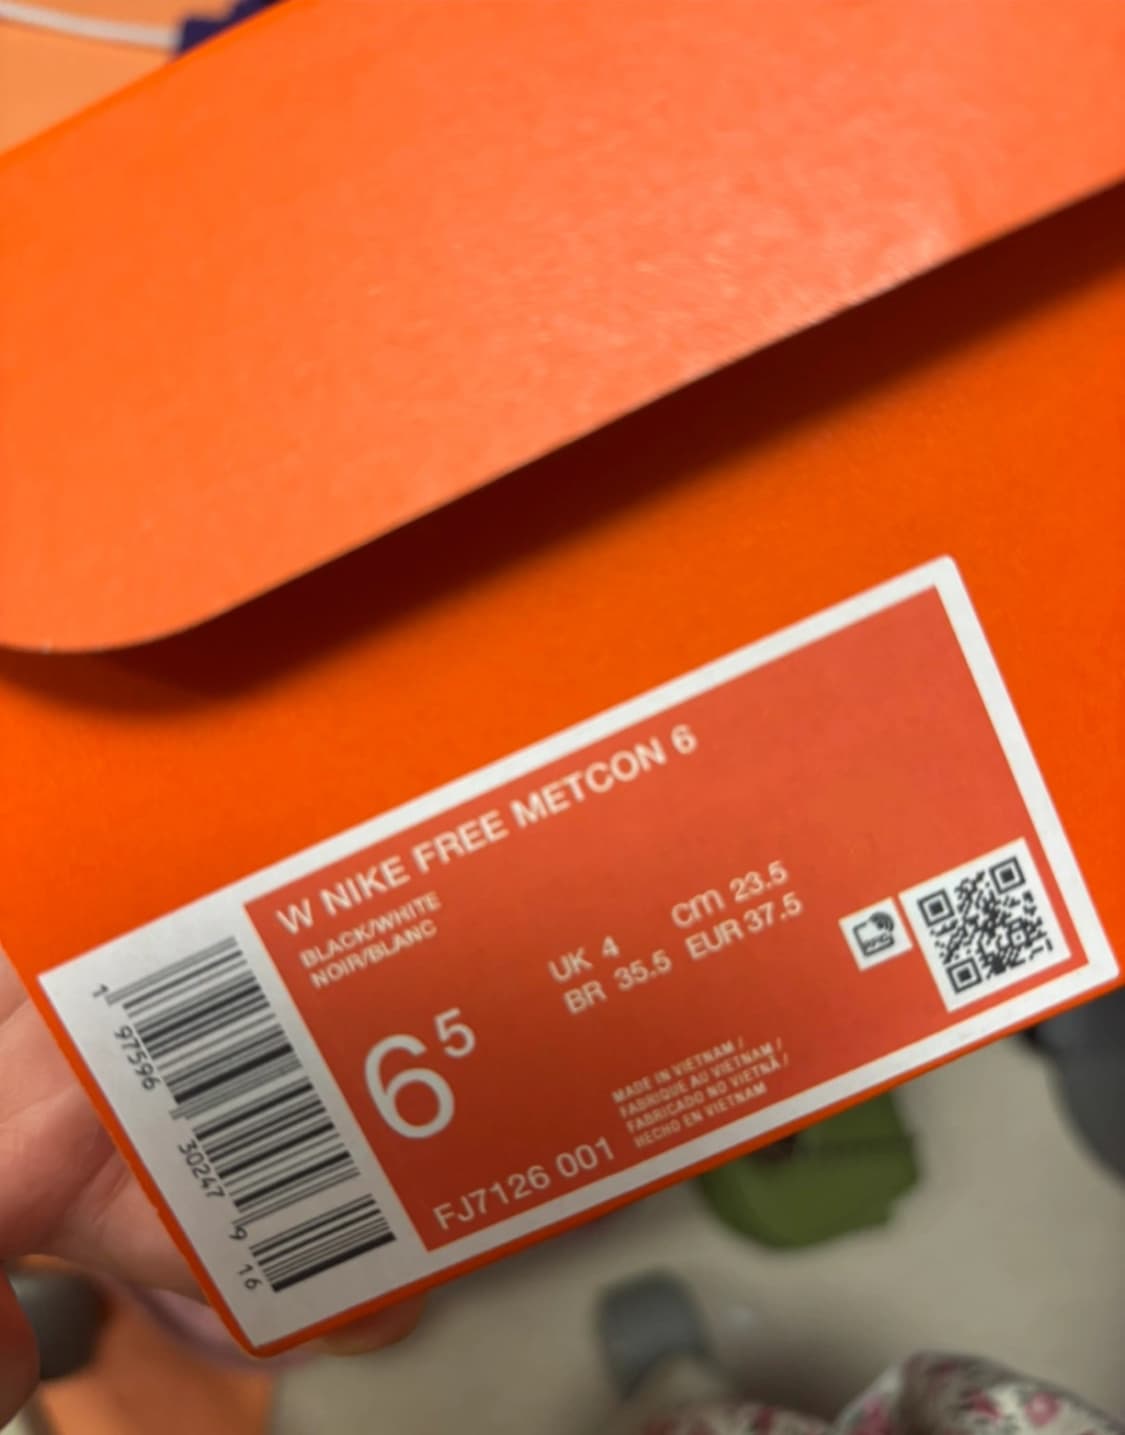 W NIKE FREE METCON 6
BLACK/WHITE
NOIR/BLANC
6 5
UK 4 cm 23.5
BR 35.5 EUR 37.5
MADE IN VIETNAM /
FABRIQUE AU VIETNAM /
FABRICADO NO VIETNÃ /
HECHO EN VIETNAM
FJ7126 001
1 97596 30247 9 16